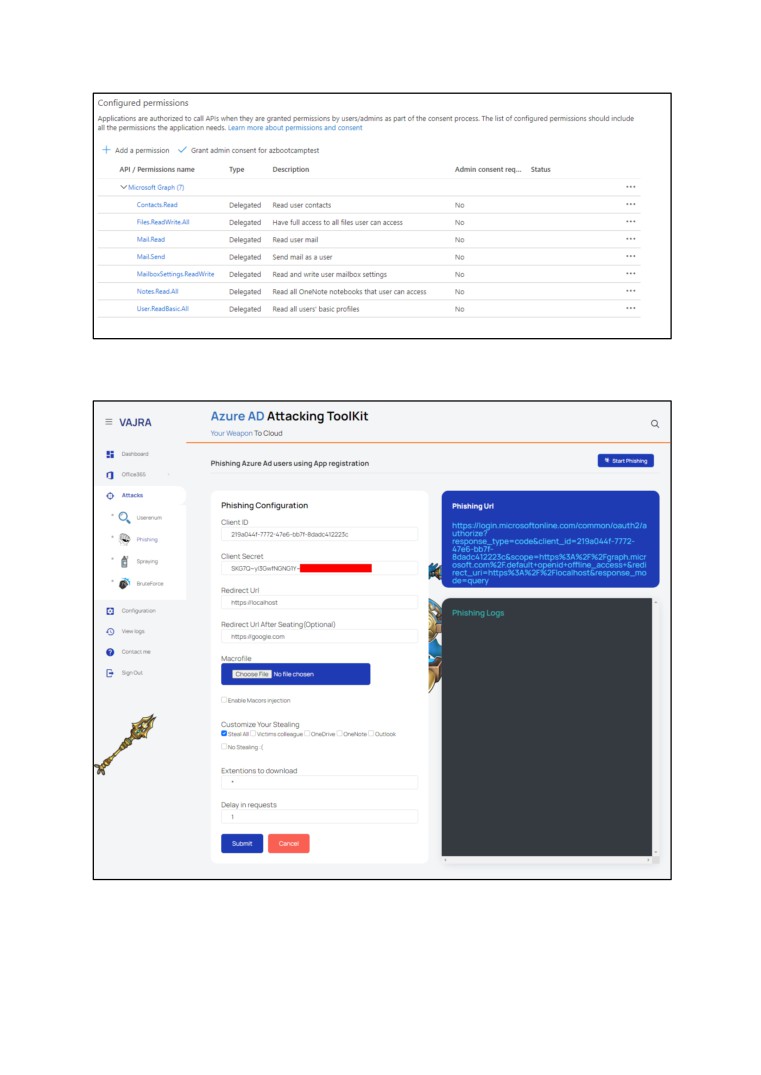 Configured permissions
Applications are authorized to call APIs when they are granted permissions by users/admins as part of the consent process. The list of configured permissions should include
all the permissions the application needs. Learn more about permissions and consent
+ Add a permission ✓ Grant admin consent for azbootcamptest
API / Permissions name Type Description Admin consent req... Status
Microsoft Graph (7) ...
Contacts.Read Delegated Read user contacts No ...
Files.ReadWrite.All Delegated Have full access to all files user can access No ...
Mail.Read Delegated Read user mail No ...
Mail.Send Delegated Send mail as a user No ...
MailboxSettings.ReadWrite Delegated Read and write user mailbox settings No ...
Notes.Read.All Delegated Read all OneNote notebooks that user can access No ...
User.ReadBasic.All Delegated Read all users' basic profiles No ...
VAJRA
Azure AD Attacking ToolKit
Your Weapon To Cloud
Dashboard
Office365
Attacks
Userenum
Phishing
Spraying
BruteForce
Configuration
View logs
Contact me
Sign Out
Phishing Azure Ad users using App registration
Start Phishing
Phishing Configuration
Client ID
219a044f-7772-47e6-bb7f-8dadc412223c
Client Secret
Redirect Url
https://localhost
Redirect Url After Seating(Optional)
https://google.com
Macrofile
Choose File No file chosen
Enable Macors injection
Customize Your Stealing
Steal All Victims colleague OneDrive OneNote Outlook
No Stealing :(
Extentions to download
*
Delay in requests
1
Submit Cancel
Phishing Url
https://login.microsoftonline.com/common/oauth2/a
uthorize?
response_type=code&client_id=219a044f-7772-
47e6-bb7f-
8dadc412223c&scope=https%3A%2F%2Fgraph.micr
osoft.com%2F.default+openid+offline_access+&redi
rect_uri=https%3A%2F%2Flocalhost&response_mo
de=query
Phishing Logs